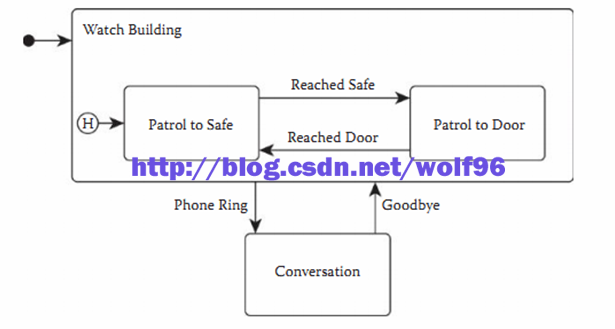 Watch Building
Reached Safe
H
Patrol to Safe
Patrol to Door
Reached Door
http://blog.csdn.net/wolf96
Phone Ring
Goodbye
Conversation